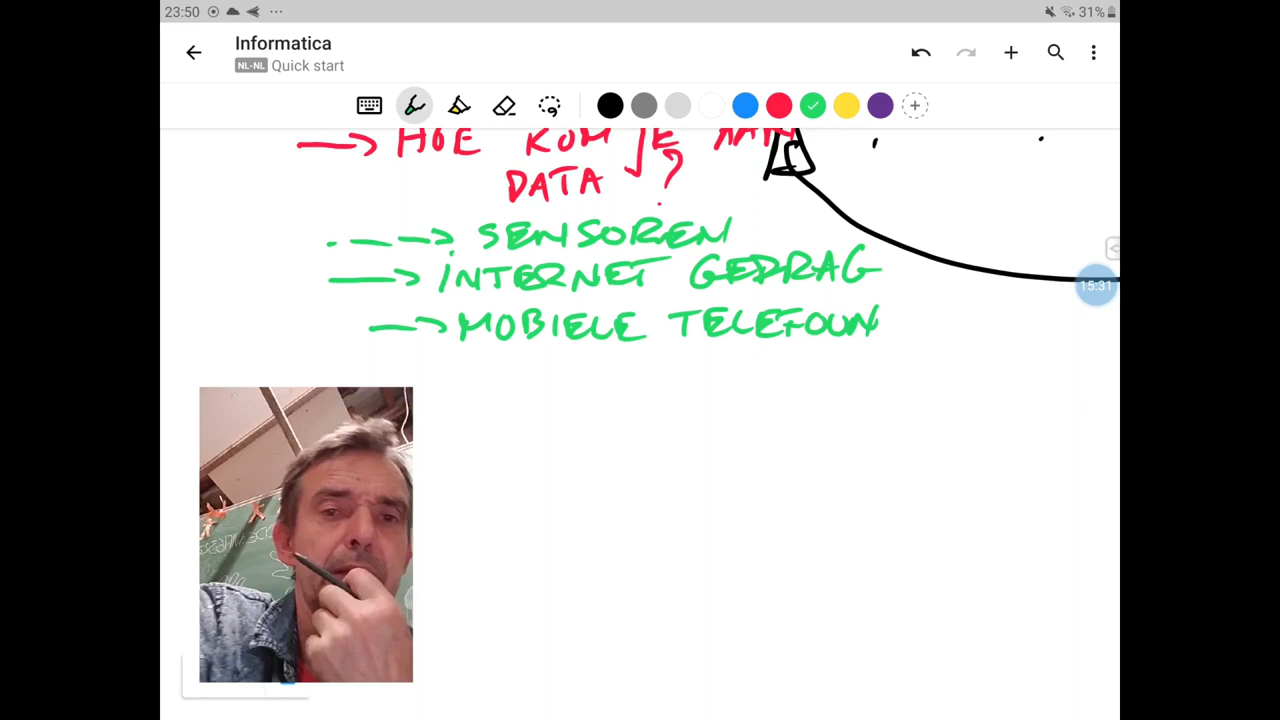 23:50 ... 31%
Informatica
NL-NL Quick start
→ HOE KOM JE AAN
DATA ?
---→ SENSOREN
→ INTERNET GEDRAG
→ MOBIELE TELEFOON
15:31